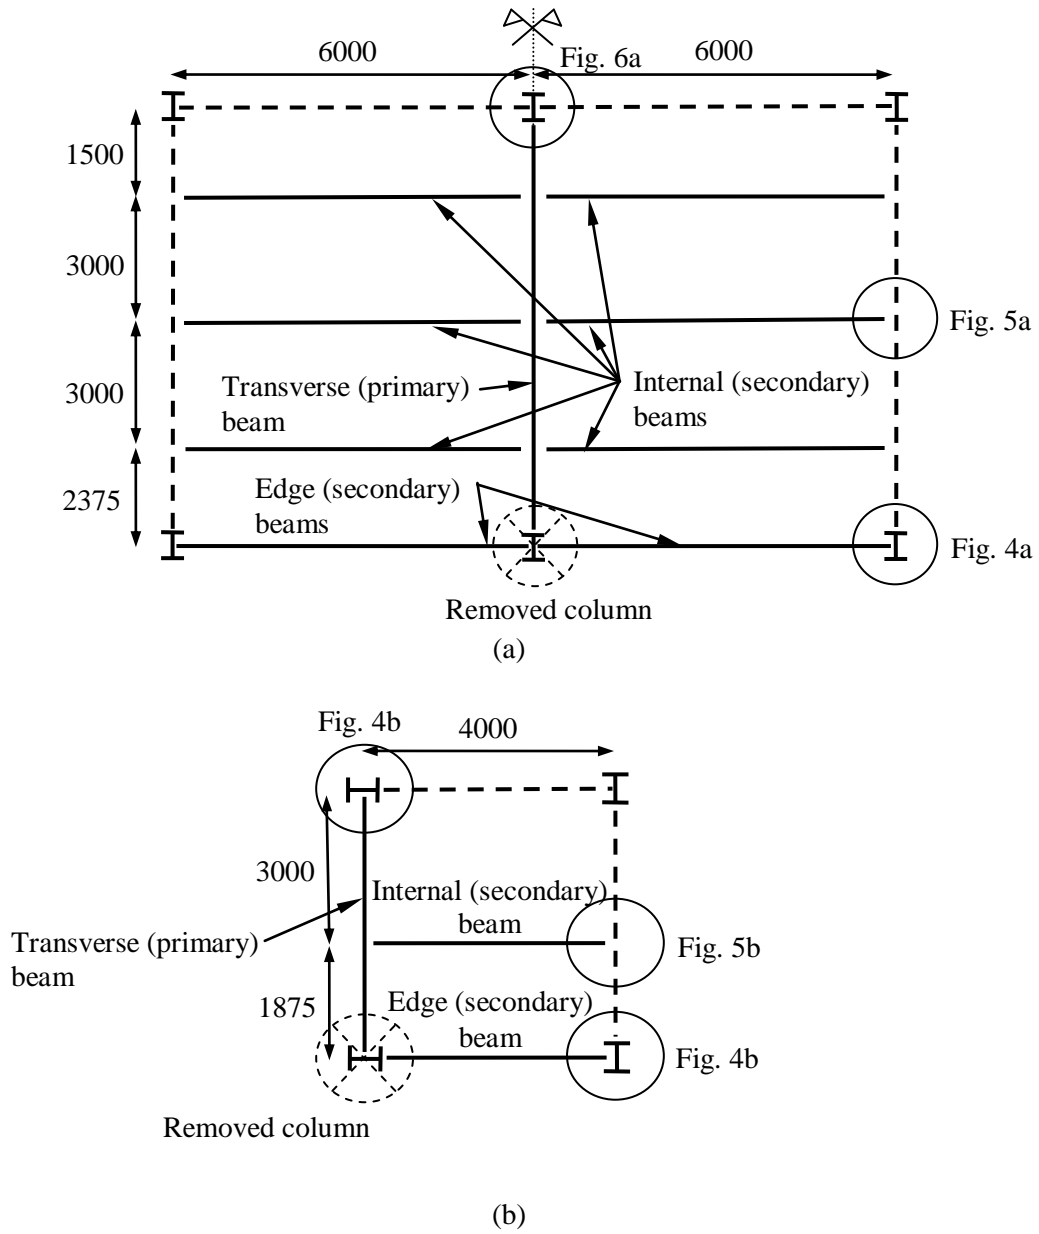 6000
6000
Fig. 6a
1500
3000
Fig. 5a
3000
Transverse (primary)
beam
Internal (secondary)
beams
2375
Edge (secondary)
beams
Fig. 4a
Removed column
(a)
Fig. 4b
4000
3000
Internal (secondary)
beam
Transverse (primary)
beam
Fig. 5b
1875
Edge (secondary)
beam
Fig. 4b
Removed column
(b)